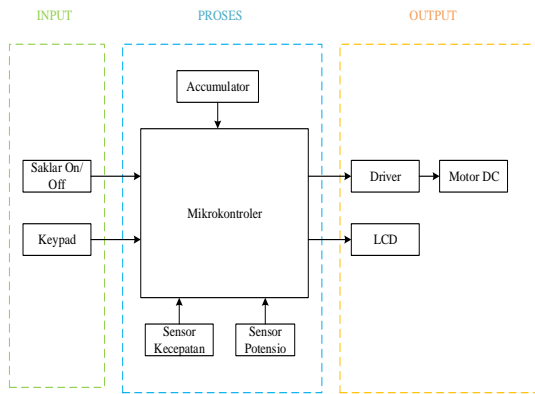 INPUT
PROSES
OUTPUT
Accumulator
Saklar On/
Off
Keypad
Mikrokontroler
Driver
Motor DC
LCD
Sensor
Kecepatan
Sensor
Potensio